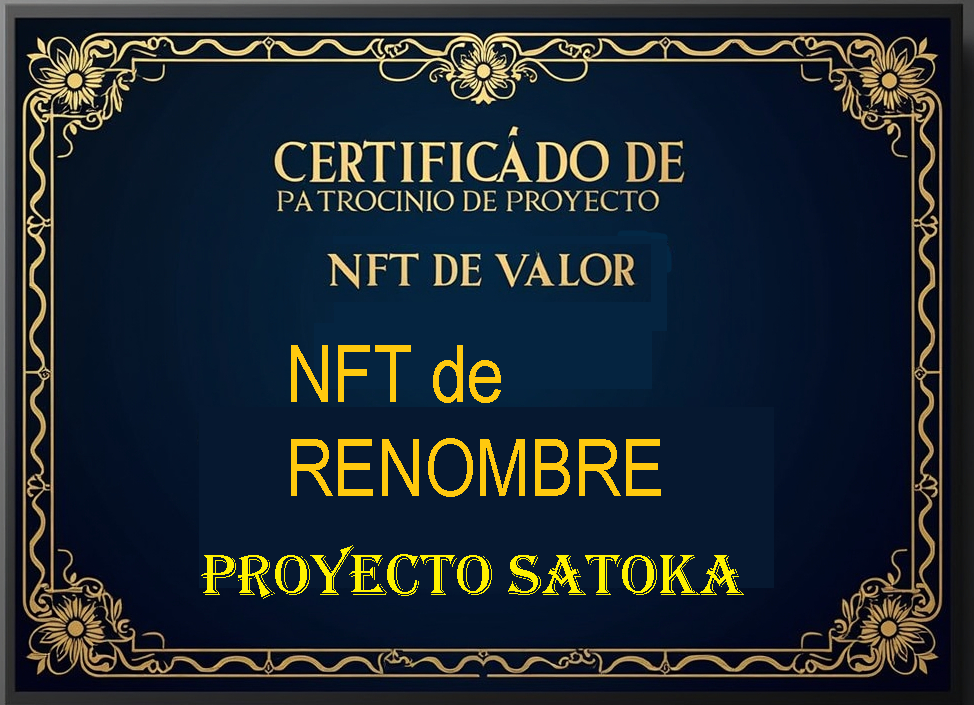 CERTIFICÁDO DE
PATROCINIO DE PROYECTO
NFT DE VALOR
NFT de
RENOMBRE
PROYECTO SATOKA